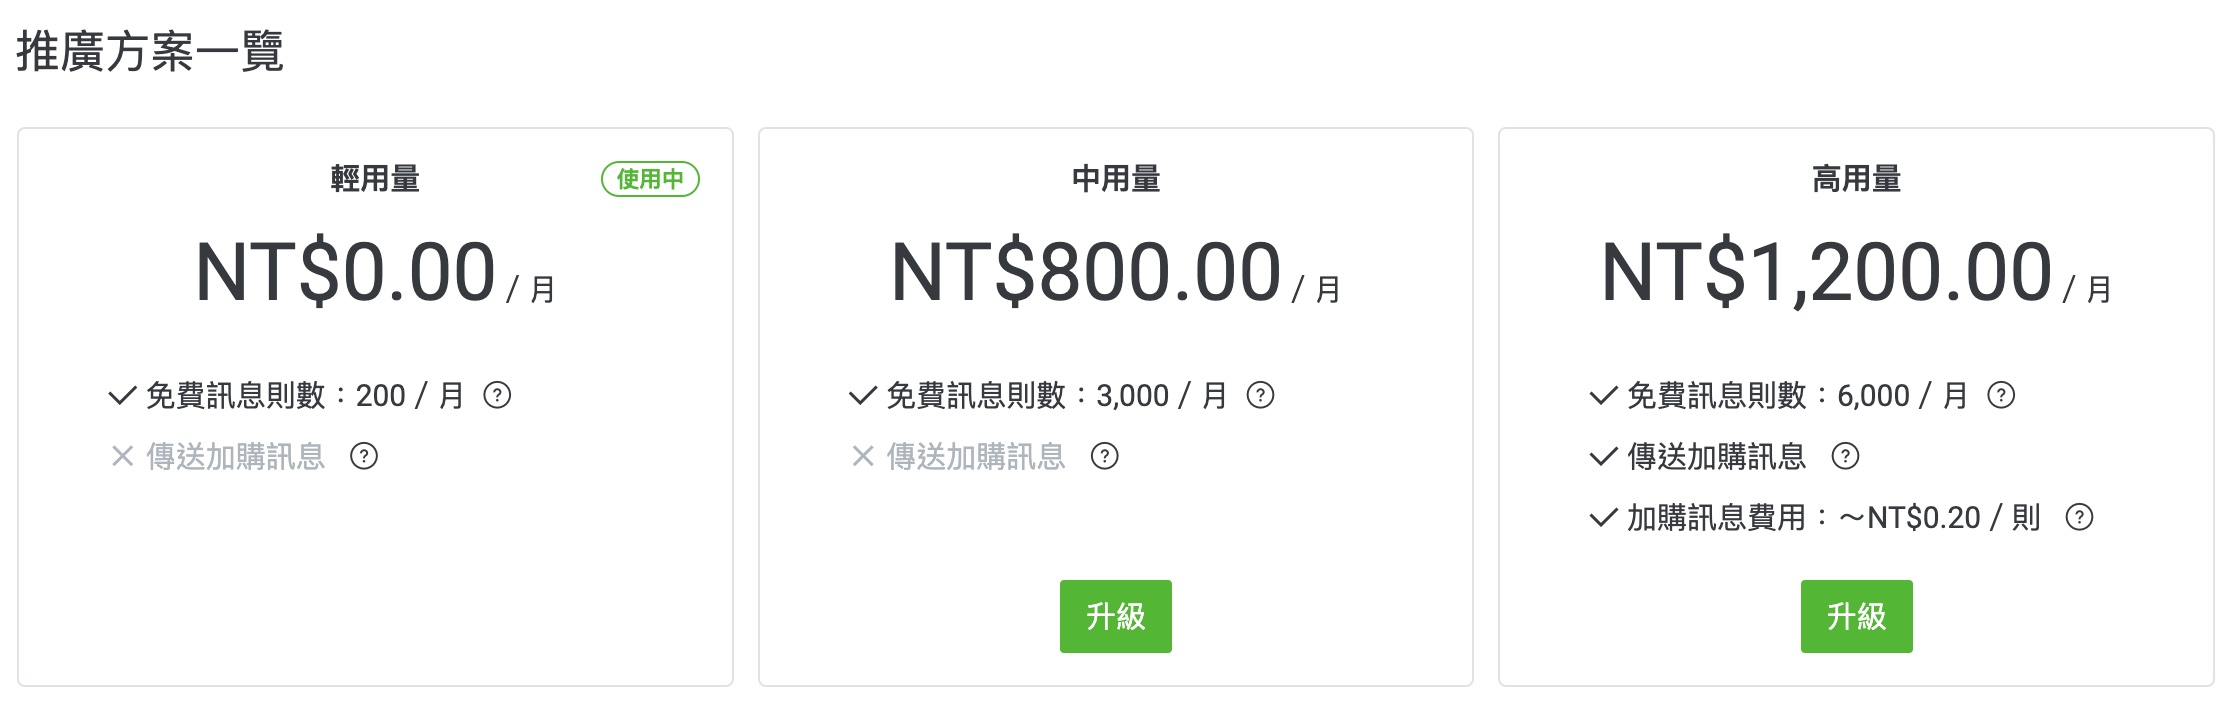 推廣方案一覽
輕用量
使用中
NT$0.00 / 月
✓ 免費訊息則數：200 / 月 ?
✕ 傳送加購訊息 ?
中用量
NT$800.00 / 月
✓ 免費訊息則數：3,000 / 月 ?
✕ 傳送加購訊息 ?
升級
高用量
NT$1,200.00 / 月
✓ 免費訊息則數：6,000 / 月 ?
✓ 傳送加購訊息 ?
✓ 加購訊息費用：～NT$0.20 / 則 ?
升級